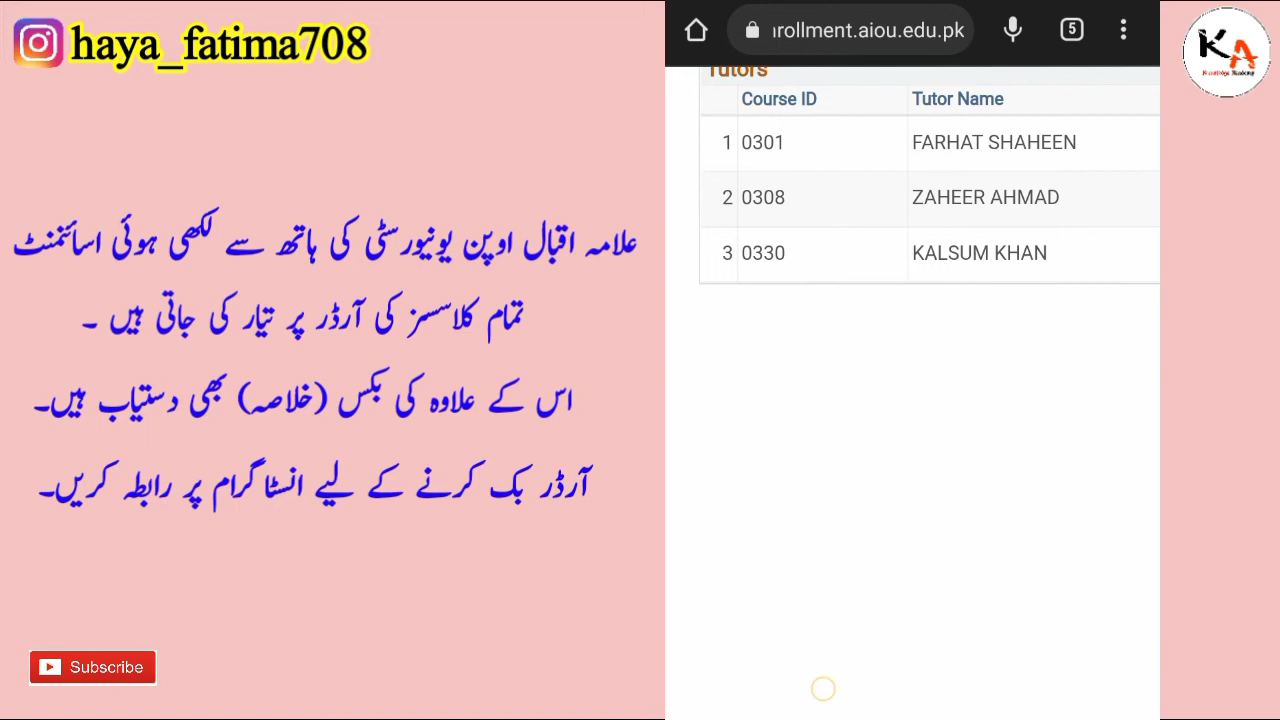 haya_fatima708
علامہ اقبال اوپن یونیورسٹی کی ہاتھ سے لکھی ہوئی اسائنمنٹ
تمام کلاسسز کی آرڈر پر تیار کی جاتی ہیں ۔
اس کے علاوہ کی بکس (خلاصہ) بھی دستیاب ہیں۔
آرڈر بک کرنے کے لیے انسٹاگرام پر رابطہ کریں۔
Subscribe
rollment.aiou.edu.pk
5
Tutors
Course ID Tutor Name
1 0301 FARHAT SHAHEEN
2 0308 ZAHEER AHMAD
3 0330 KALSUM KHAN
KA